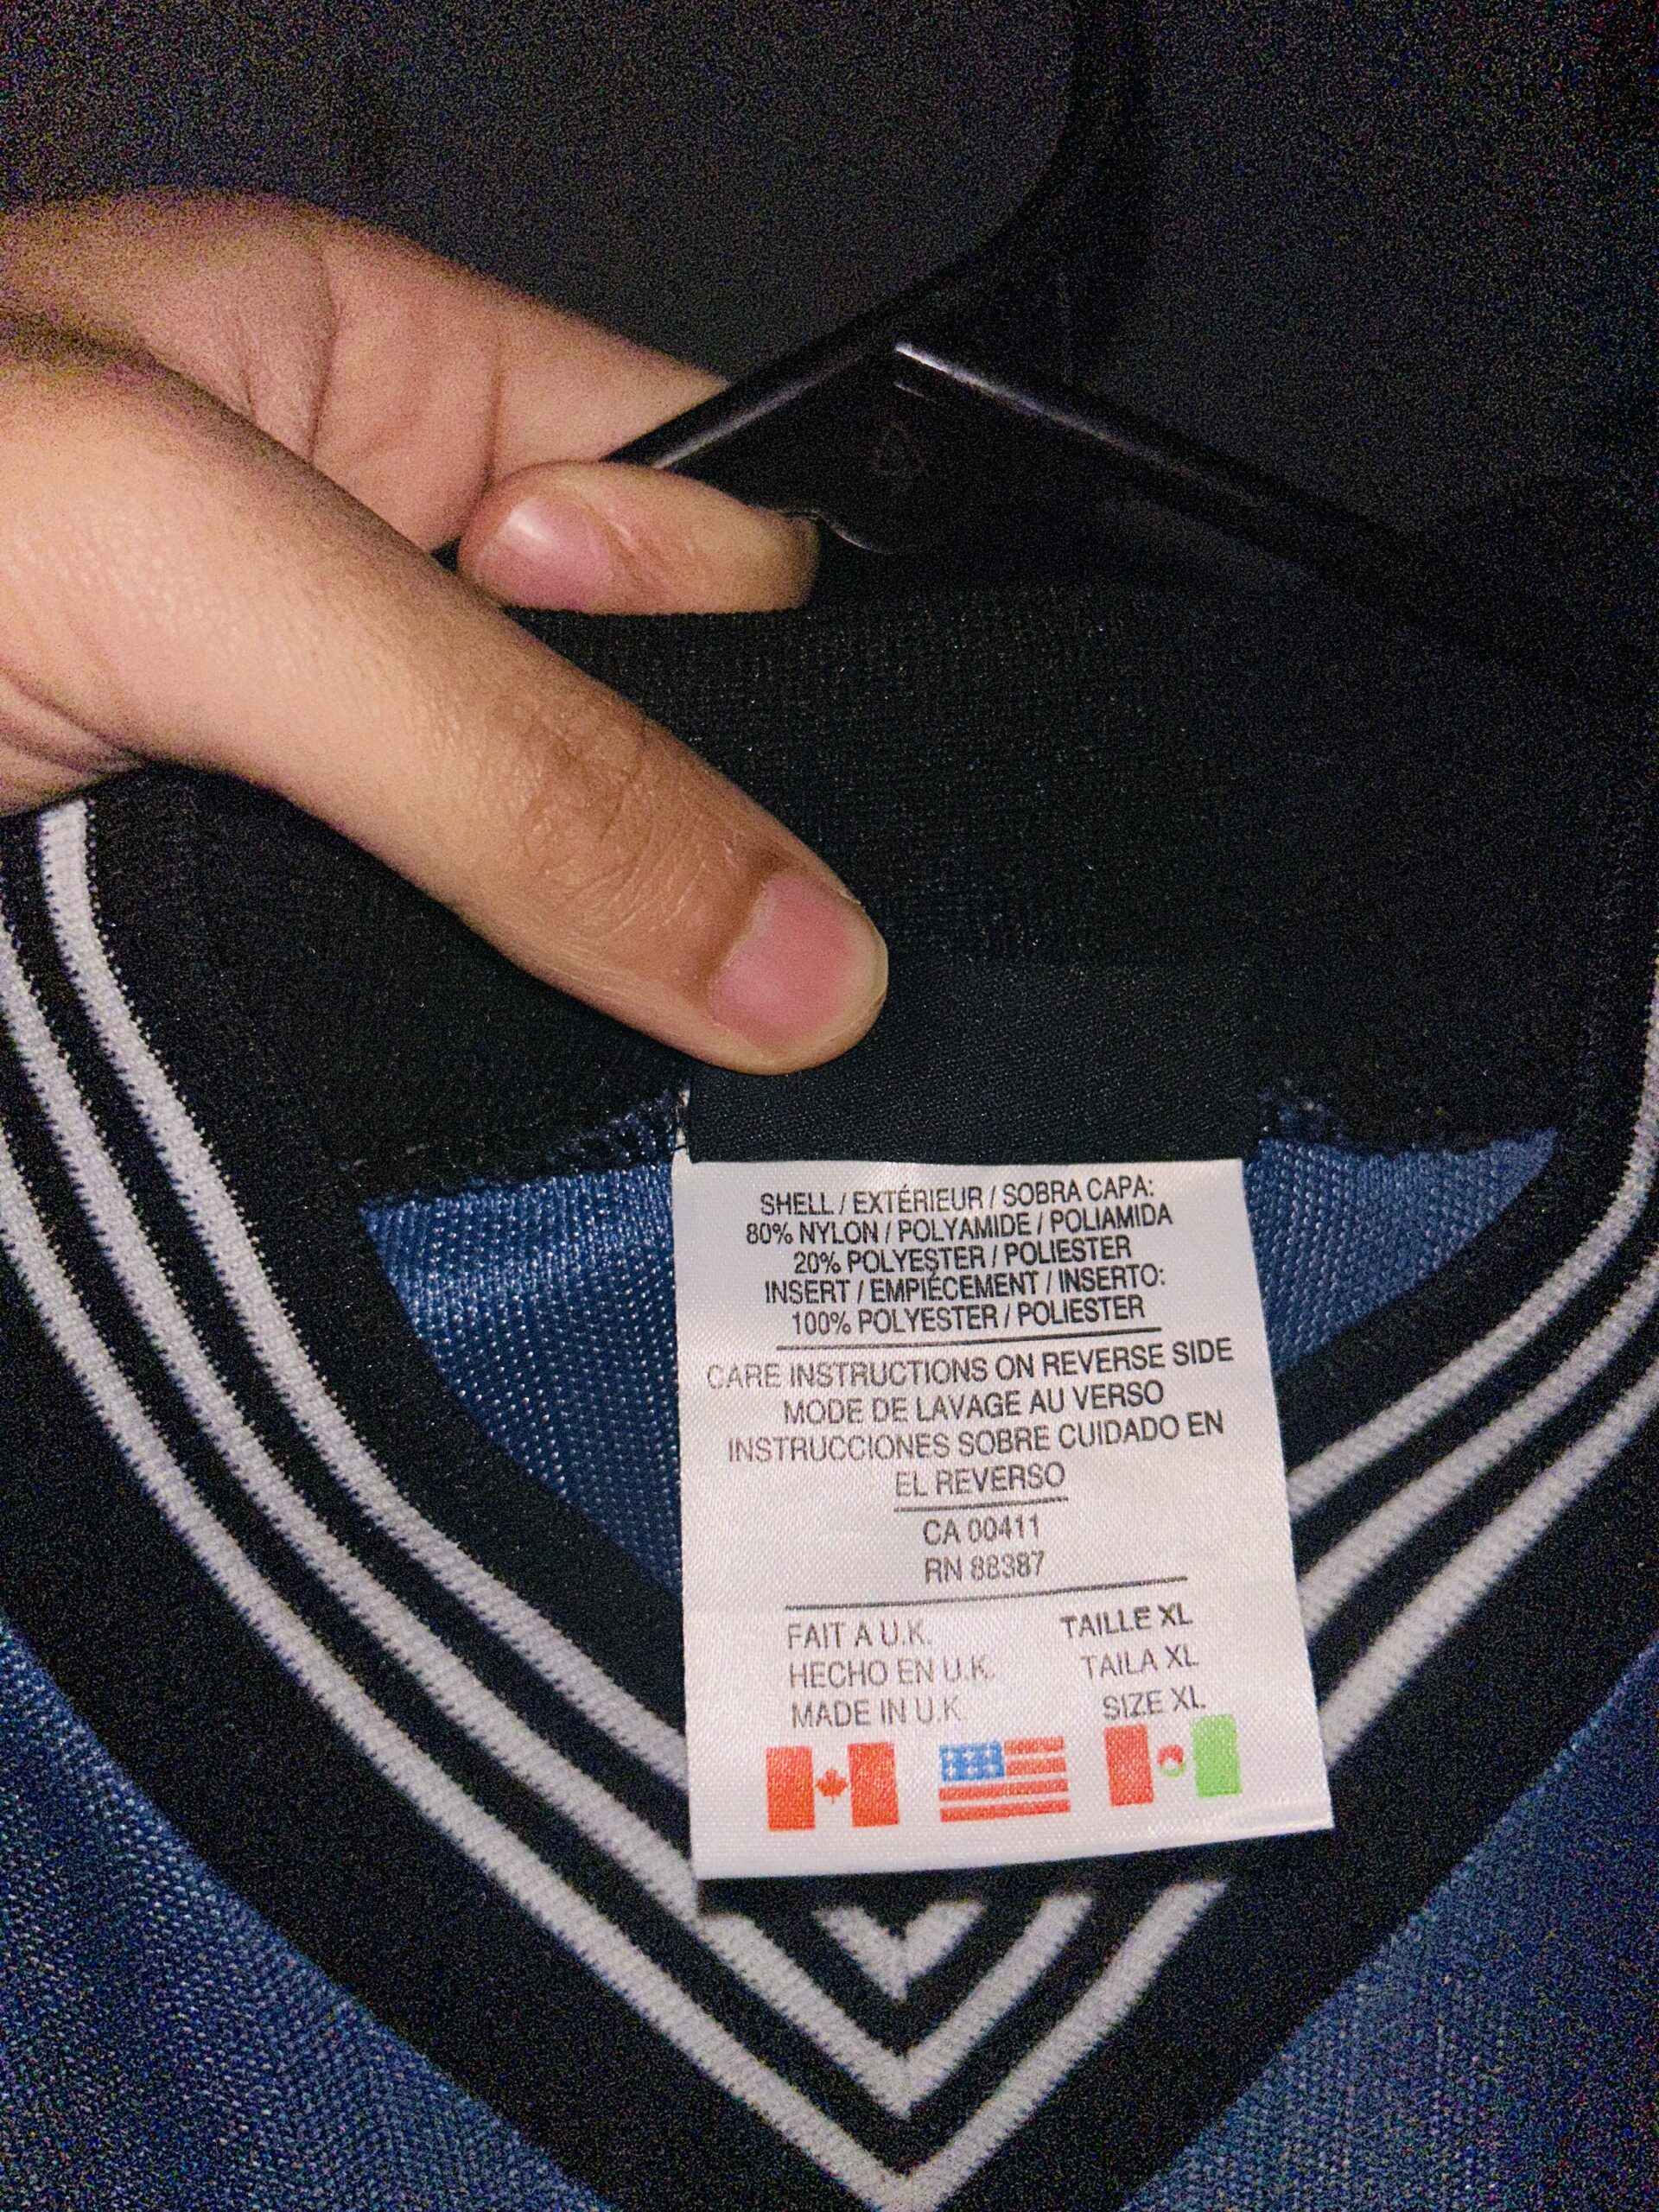 SHELL / EXTÉRIEUR / SOBRA CAPA:
80% NYLON / POLYAMIDE / POLIAMIDA
20% POLYESTER / POLIESTER
INSERT / EMPIÉCEMENT / INSERTO:
100% POLYESTER / POLIESTER
CARE INSTRUCTIONS ON REVERSE SIDE
MODE DE LAVAGE AU VERSO
INSTRUCCIONES SOBRE CUIDADO EN
EL REVERSO
CA 00411
RN 88387
FAIT A U.K. TAILLE XL
HECHO EN U.K. TAILA XL
MADE IN U.K. SIZE XL